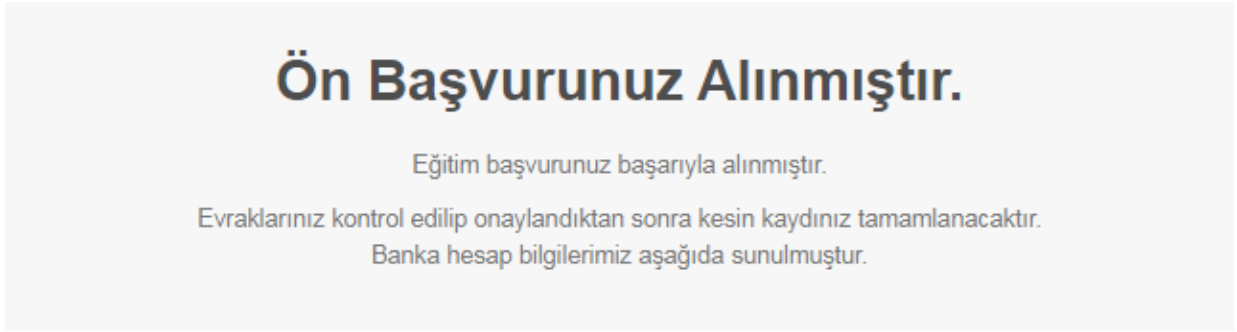 Ön Başvurunuz Alınmıştır.
Eğitim başvurunuz başarıyla alınmıştır.
Evraklarınız kontrol edilip onaylandıktan sonra kesin kaydınız tamamlanacaktır.
Banka hesap bilgilerimiz aşağıda sunulmuştur.